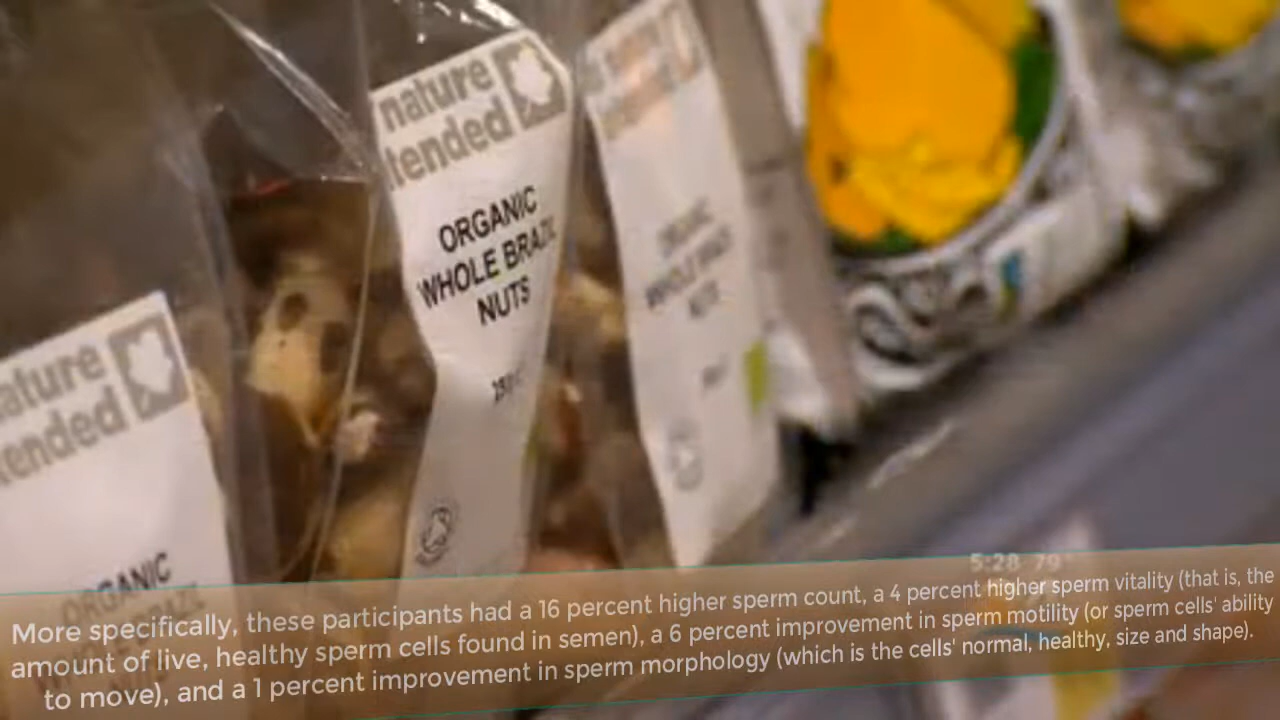 nature
tended
ORGANIC
WHOLE BRAZIL
NUTS
ature
ended
ORGANIC
5:28 79°
More specifically, these participants had a 16 percent higher sperm count, a 4 percent higher sperm vitality (that is, the
amount of live, healthy sperm cells found in semen), a 6 percent improvement in sperm motility (or sperm cells' ability
to move), and a 1 percent improvement in sperm morphology (which is the cells' normal, healthy, size and shape).